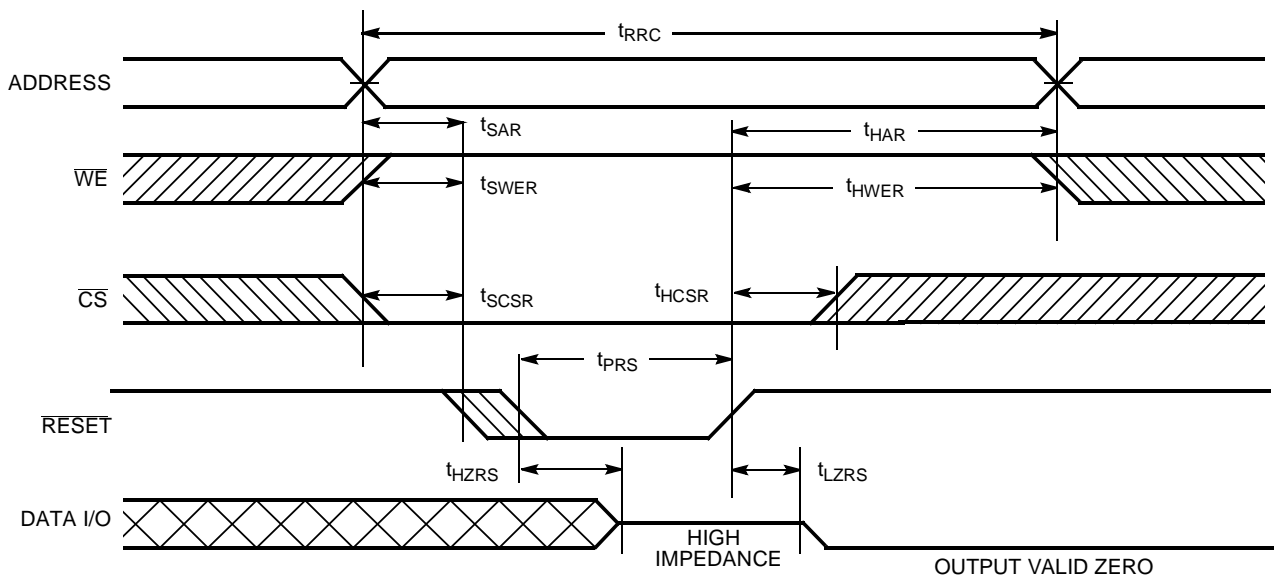 tRRC
ADDRESS
tSAR
tHAR
WE
tSWER
tHWER
CS
tSCSR
tHCSR
tPRS
RESET
tHZRS
tLZRS
DATA I/O
HIGH
IMPEDANCE
OUTPUT VALID ZERO